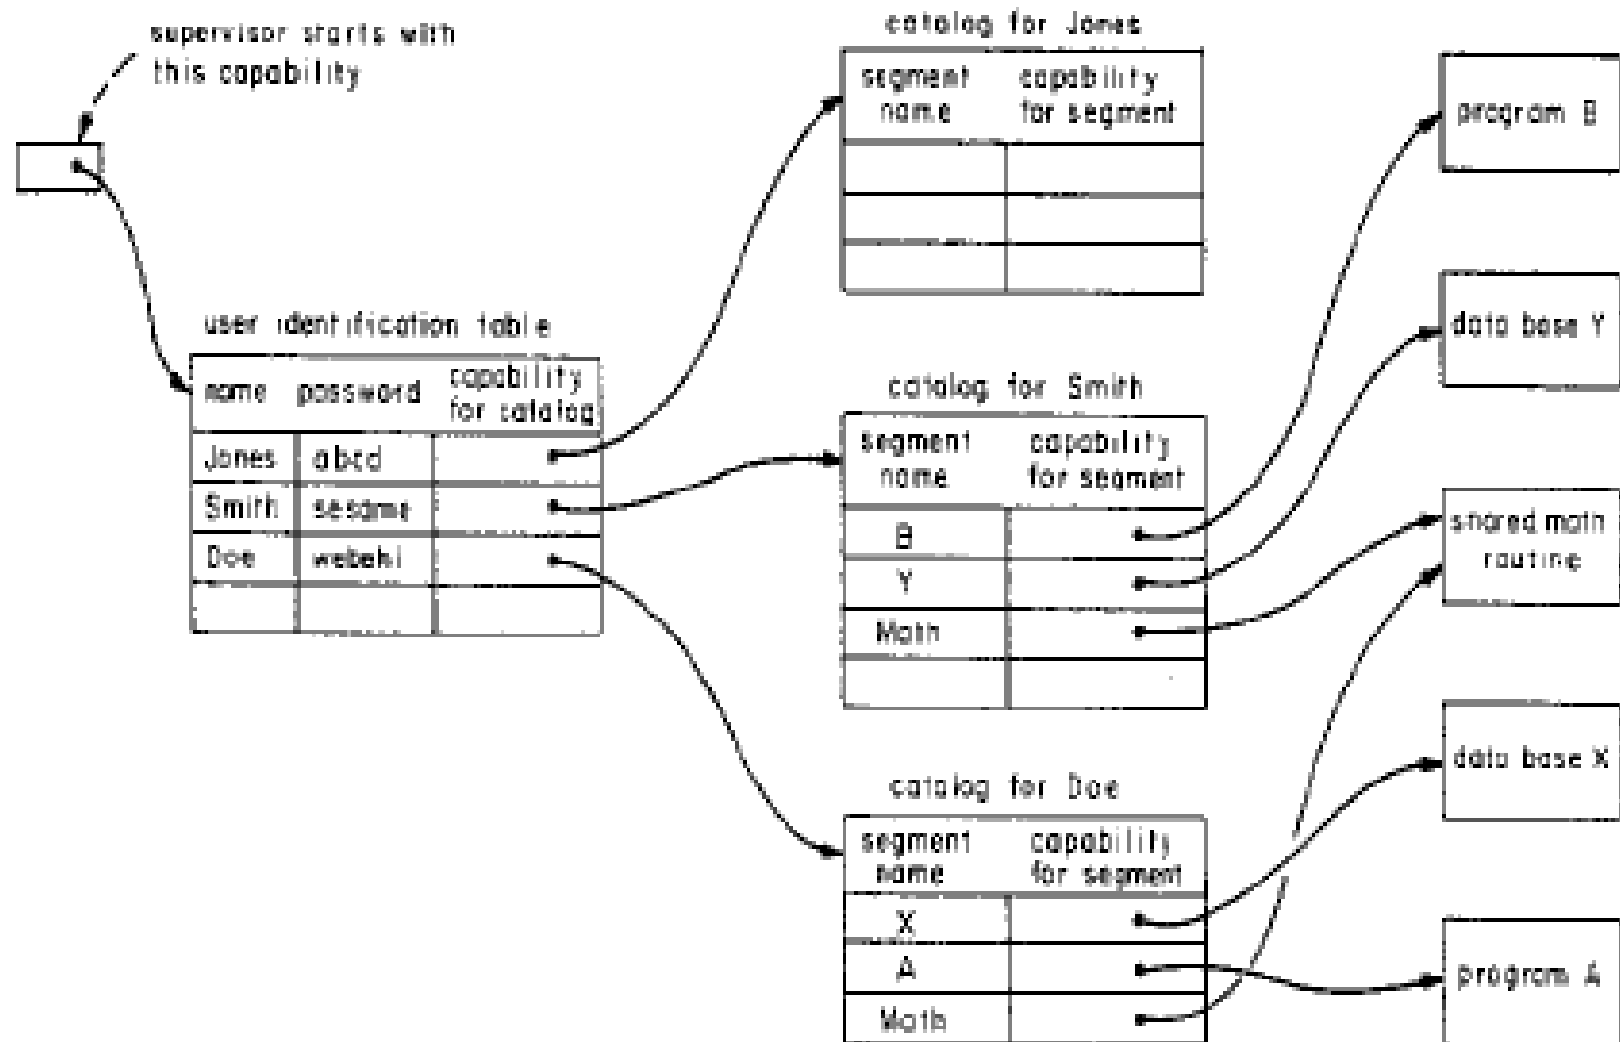 supervisor starts with
this capability
catalog for Jones
segment name
capability for segment
program B
data base Y
user identification table
name
password
capability for catalog
Jones
abcd
Smith
sesame
Doe
webehi
catalog for Smith
segment name
capability for segment
B
Y
Math
shared math
routine
data base X
catalog for Doe
segment name
capability for segment
X
A
Math
program A